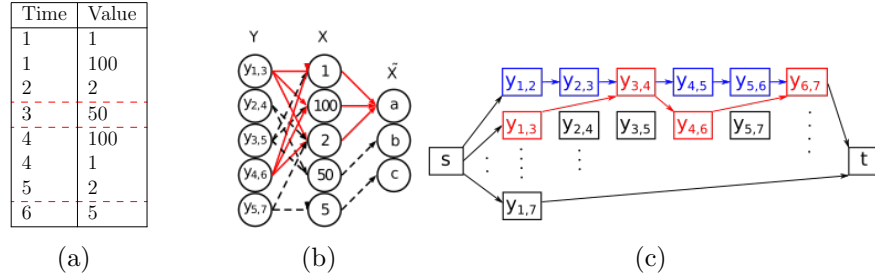 Time Value
1 1
1 100
2 2
3 50
4 100
4 1
5 2
6 5
(a)
Y X X̃
y1,3 1
y2,4 100 a
y3,5 2 b
y4,6 50 c
y5,7 5
(b)
y1,2 y2,3 y3,4 y4,5 y5,6 y6,7
y1,3 y2,4 y3,5 y4,6 y5,7
s t
y1,7
(c)